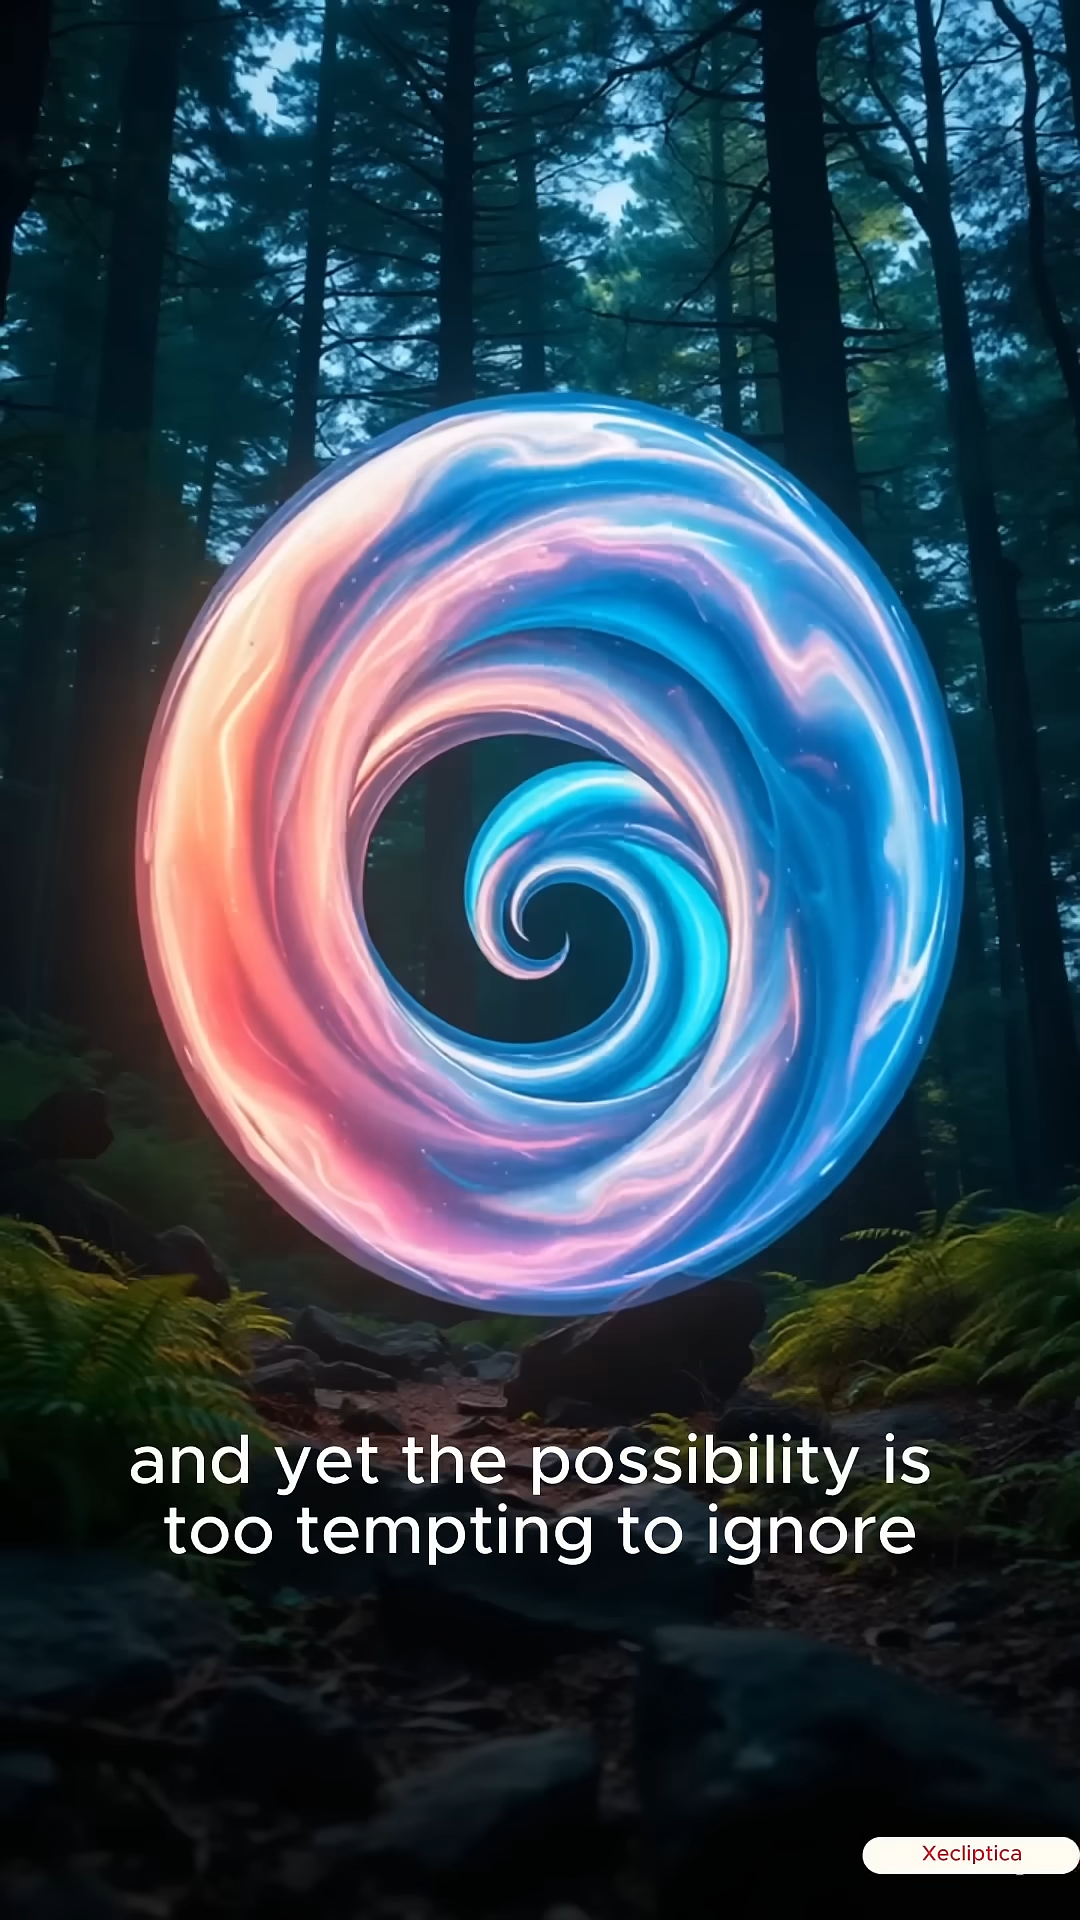 and yet the possibility is
too tempting to ignore
Xecliptica